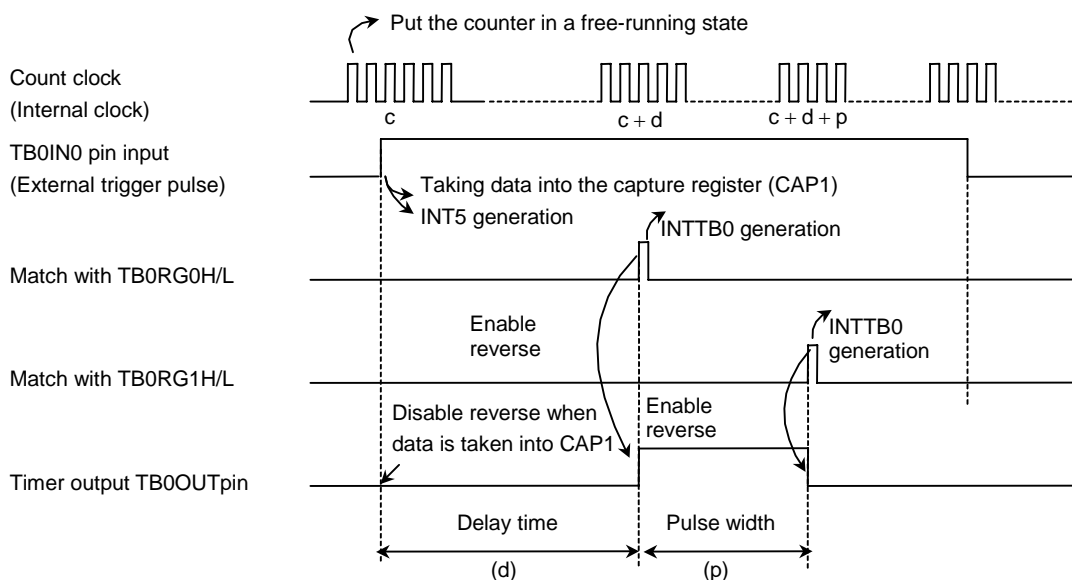 Put the counter in a free-running state
Count clock
(Internal clock)
c
c + d
c + d + p
TB0IN0 pin input
(External trigger pulse)
Taking data into the capture register (CAP1)
INT5 generation
INTTB0 generation
Match with TB0RG0H/L
Enable
reverse
INTTB0
generation
Match with TB0RG1H/L
Disable reverse when
data is taken into CAP1
Enable
reverse
Timer output TB0OUTpin
Delay time
Pulse width
(d)
(p)